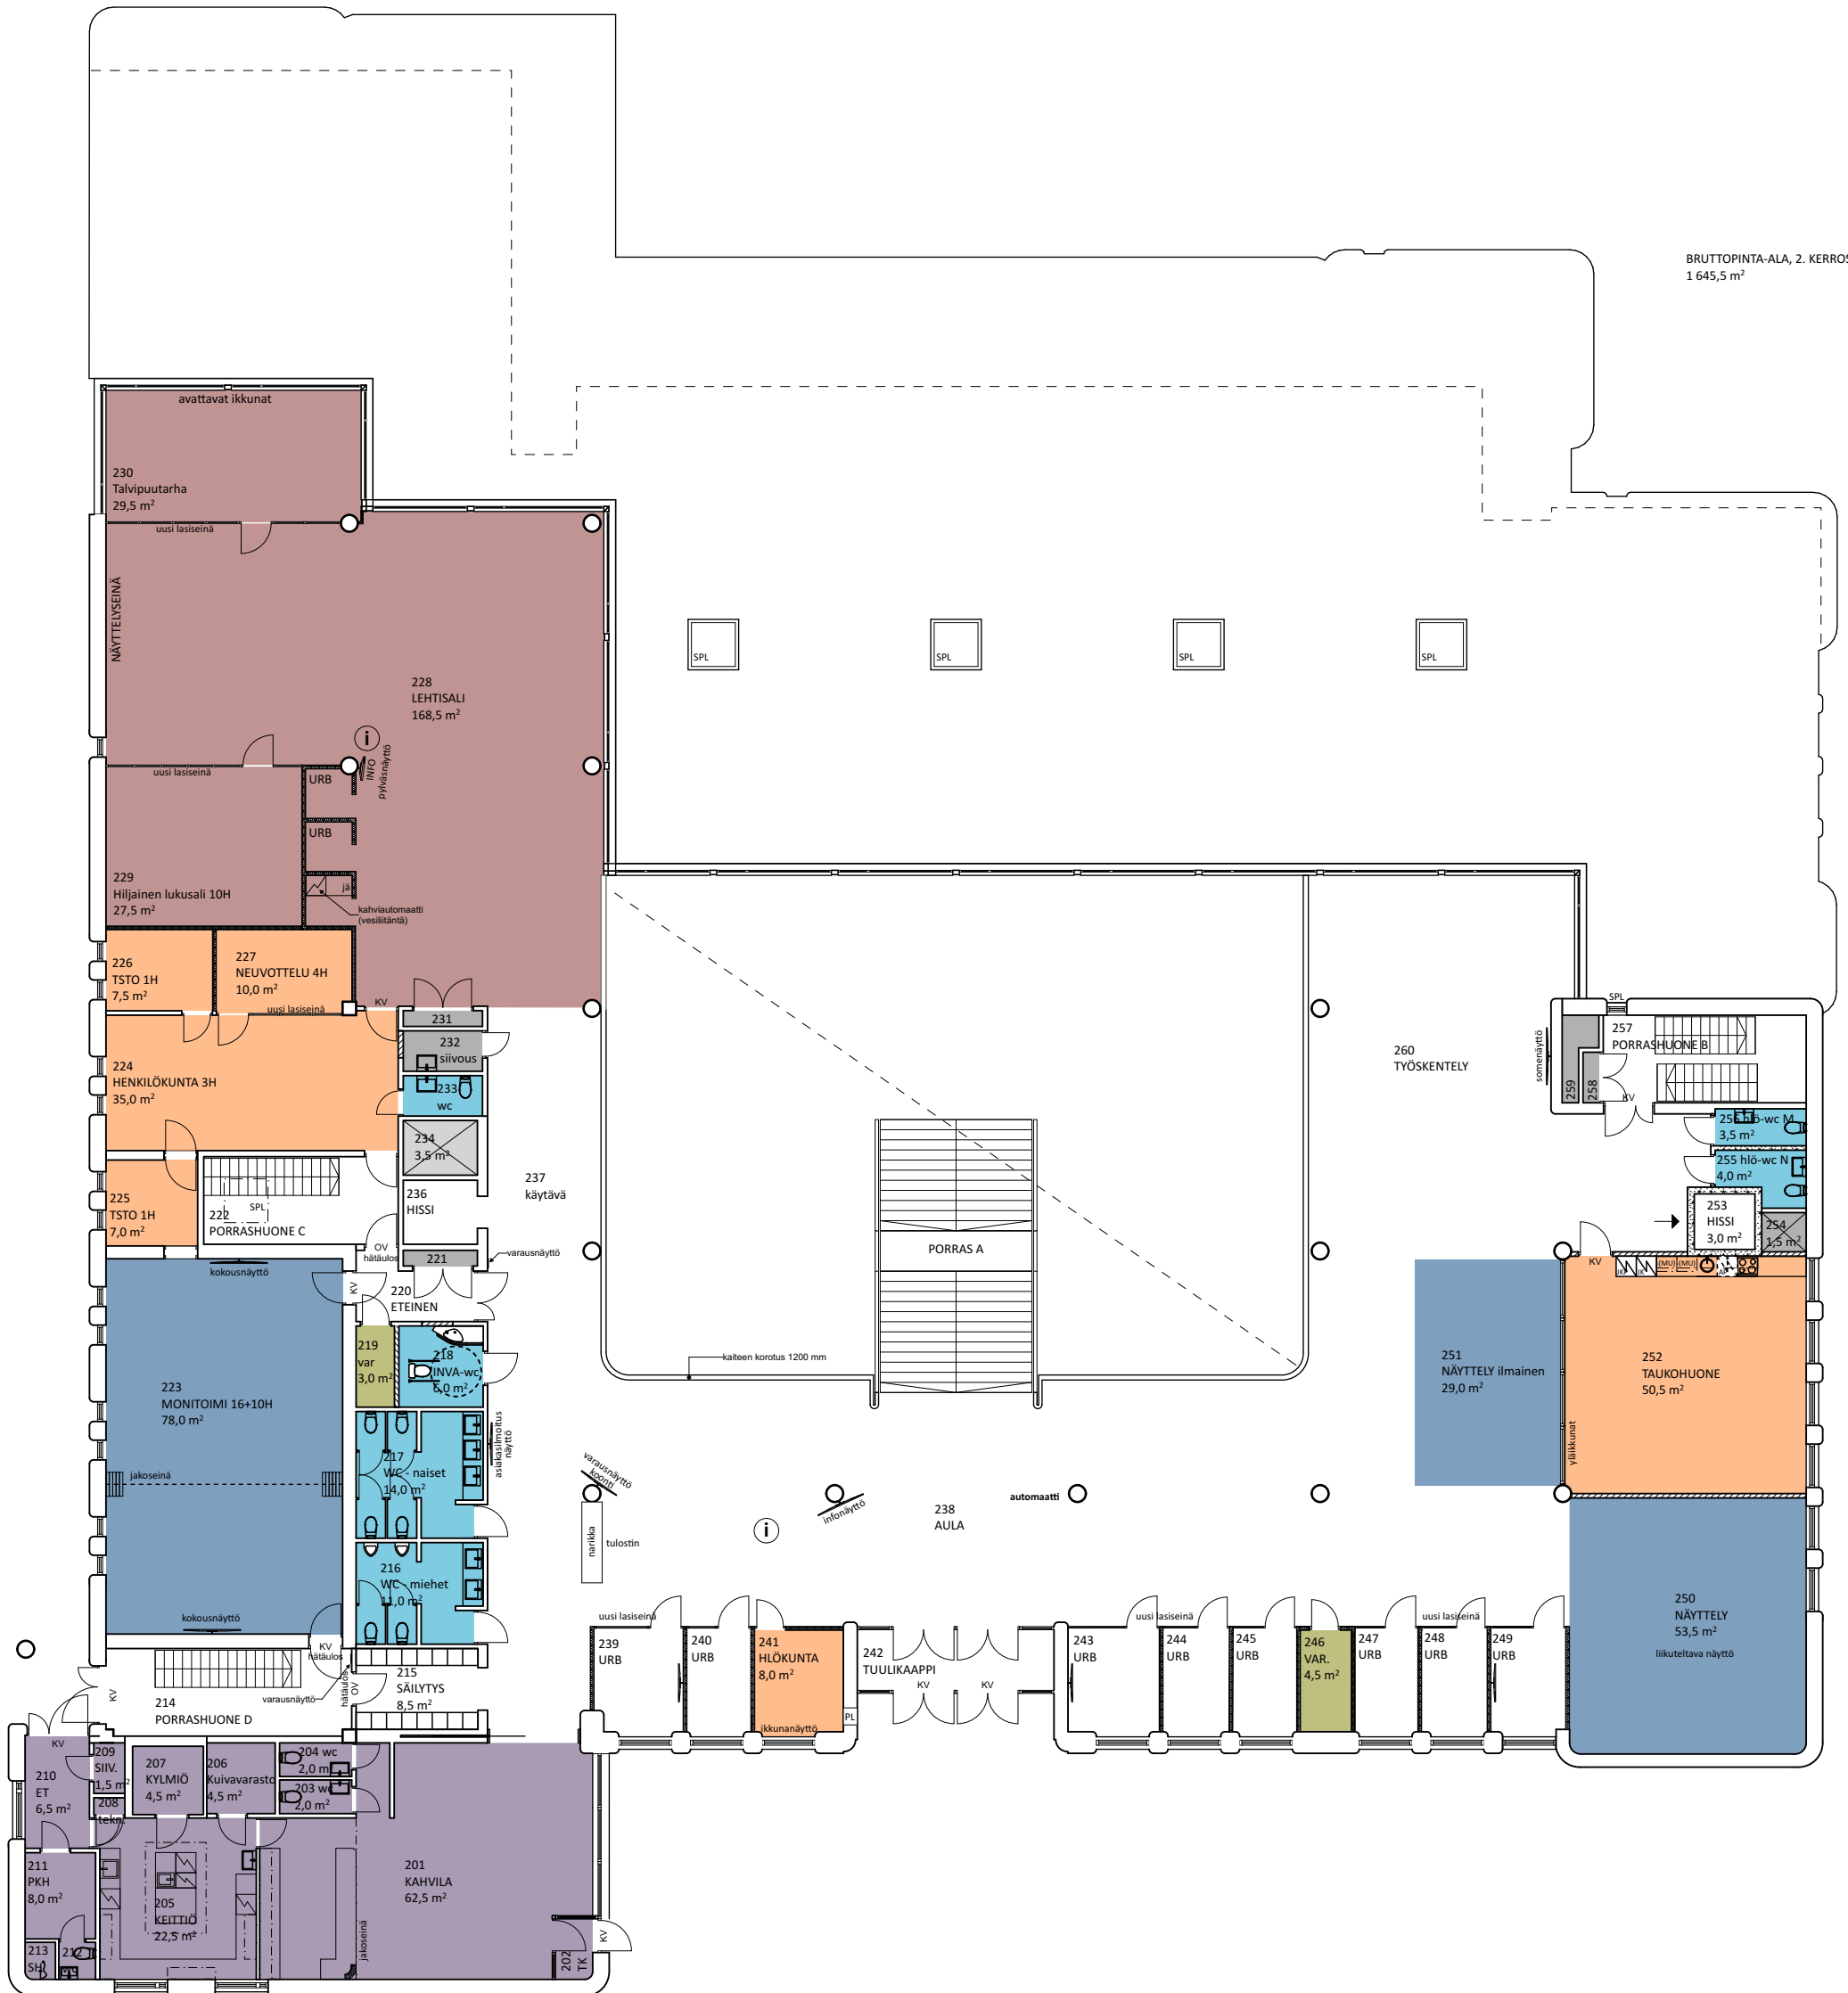 BRUTTOPINTA-ALA, 2. KERROS
1 645,5 m²
avattavat ikkunat
230
Talvipuutarha
29,5 m²
uusi lasiseinä
NÄYTTELYSEINÄ
228
LEHTISALI
168,5 m²
SPL
SPL
SPL
SPL
i
INFO
pylväsnäyttö
uusi lasiseinä
URB
URB
jä
kahviautomaatti
(vesiliitäntä)
229
Hiljainen lukusali 10H
27,5 m²
226
TSTO 1H
7,5 m²
227
NEUVOTTELU 4H
10,0 m²
uusi lasiseinä
KV
231
232
siivous
233
wc
224
HENKILÖKUNTA 3H
35,0 m²
234
3,5 m²
225
TSTO 1H
7,0 m²
SPL
222
PORRASHUONE C
236
HISSI
237
käytävä
OV
hätäulos
221
varausnäyttö
kokousnäyttö
KV
220
ETEINEN
219
var
3,0 m²
218
INVA-wc
6,0 m²
223
MONITOIMI 16+10H
78,0 m²
jakoseinä
217
WC - naiset
14,0 m²
asiakasilmoitus
näyttö
216
WC - miehet
11,0 m²
kokousnäyttö
KV
hätäulos
varausnäyttö
hätäulos
OV
215
SÄILYTYS
8,5 m²
214
PORRASHUONE D
KV
PORRAS A
kaiteen korotus 1200 mm
260
TYÖSKENTELY
somenäyttö
SPL
257
PORRASHUONE B
259
258
KV
256 hlö-wc M
3,5 m²
255 hlö-wc N
4,0 m²
253
HISSI
3,0 m²
254
1,5 m²
KV
(MU)
(MU)
251
NÄYTTELY ilmainen
29,0 m²
252
TAUKOHUONE
50,5 m²
yläikkunat
varausnäyttö
koonti
infonäyttö
i
narikka
tulostin
238
AULA
automaatti
250
NÄYTTELY
53,5 m²
liikuteltava näyttö
uusi lasiseinä
239
URB
240
URB
241
HLÖKUNTA
8,0 m²
ikkunanäyttö
242
TUULIKAAPPI
KV
KV
PL
243
URB
uusi lasiseinä
244
URB
245
URB
246
VAR.
4,5 m²
247
URB
uusi lasiseinä
248
URB
249
URB
KV
210
ET
6,5 m²
209
SIIV.
1,5 m²
208
tekn.
207
KYLMIÖ
4,5 m²
206
Kuivavarasto
4,5 m²
204 wc
2,0 m²
203 wc
2,0 m²
211
PKH
8,0 m²
205
KEITTIÖ
22,5 m²
201
KAHVILA
62,5 m²
jakoseinä
213
SH
212
202
TK
KV